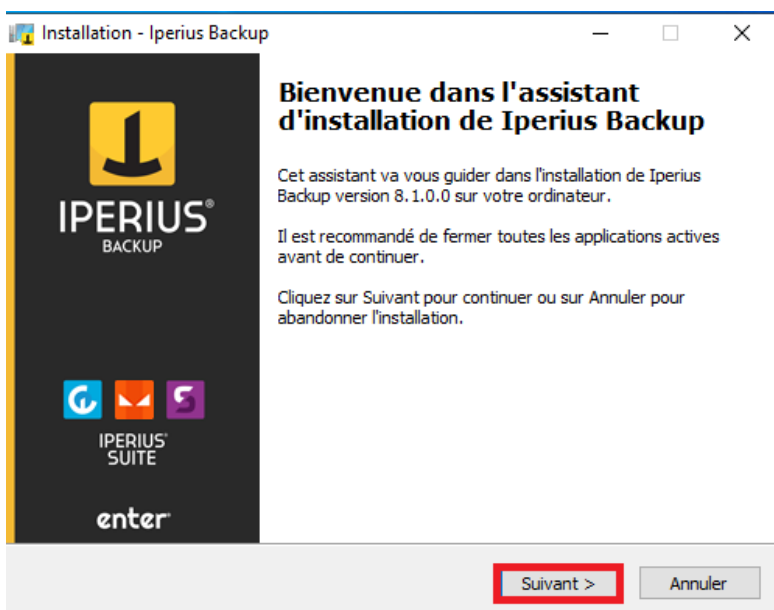 Installation - Iperius Backup
IPERIUS®
BACKUP
IPERIUS®
SUITE
enter
Bienvenue dans l'assistant
d'installation de Iperius Backup
Cet assistant va vous guider dans l'installation de Iperius
Backup version 8.1.0.0 sur votre ordinateur.
Il est recommandé de fermer toutes les applications actives
avant de continuer.
Cliquez sur Suivant pour continuer ou sur Annuler pour
abandonner l'installation.
Suivant >
Annuler